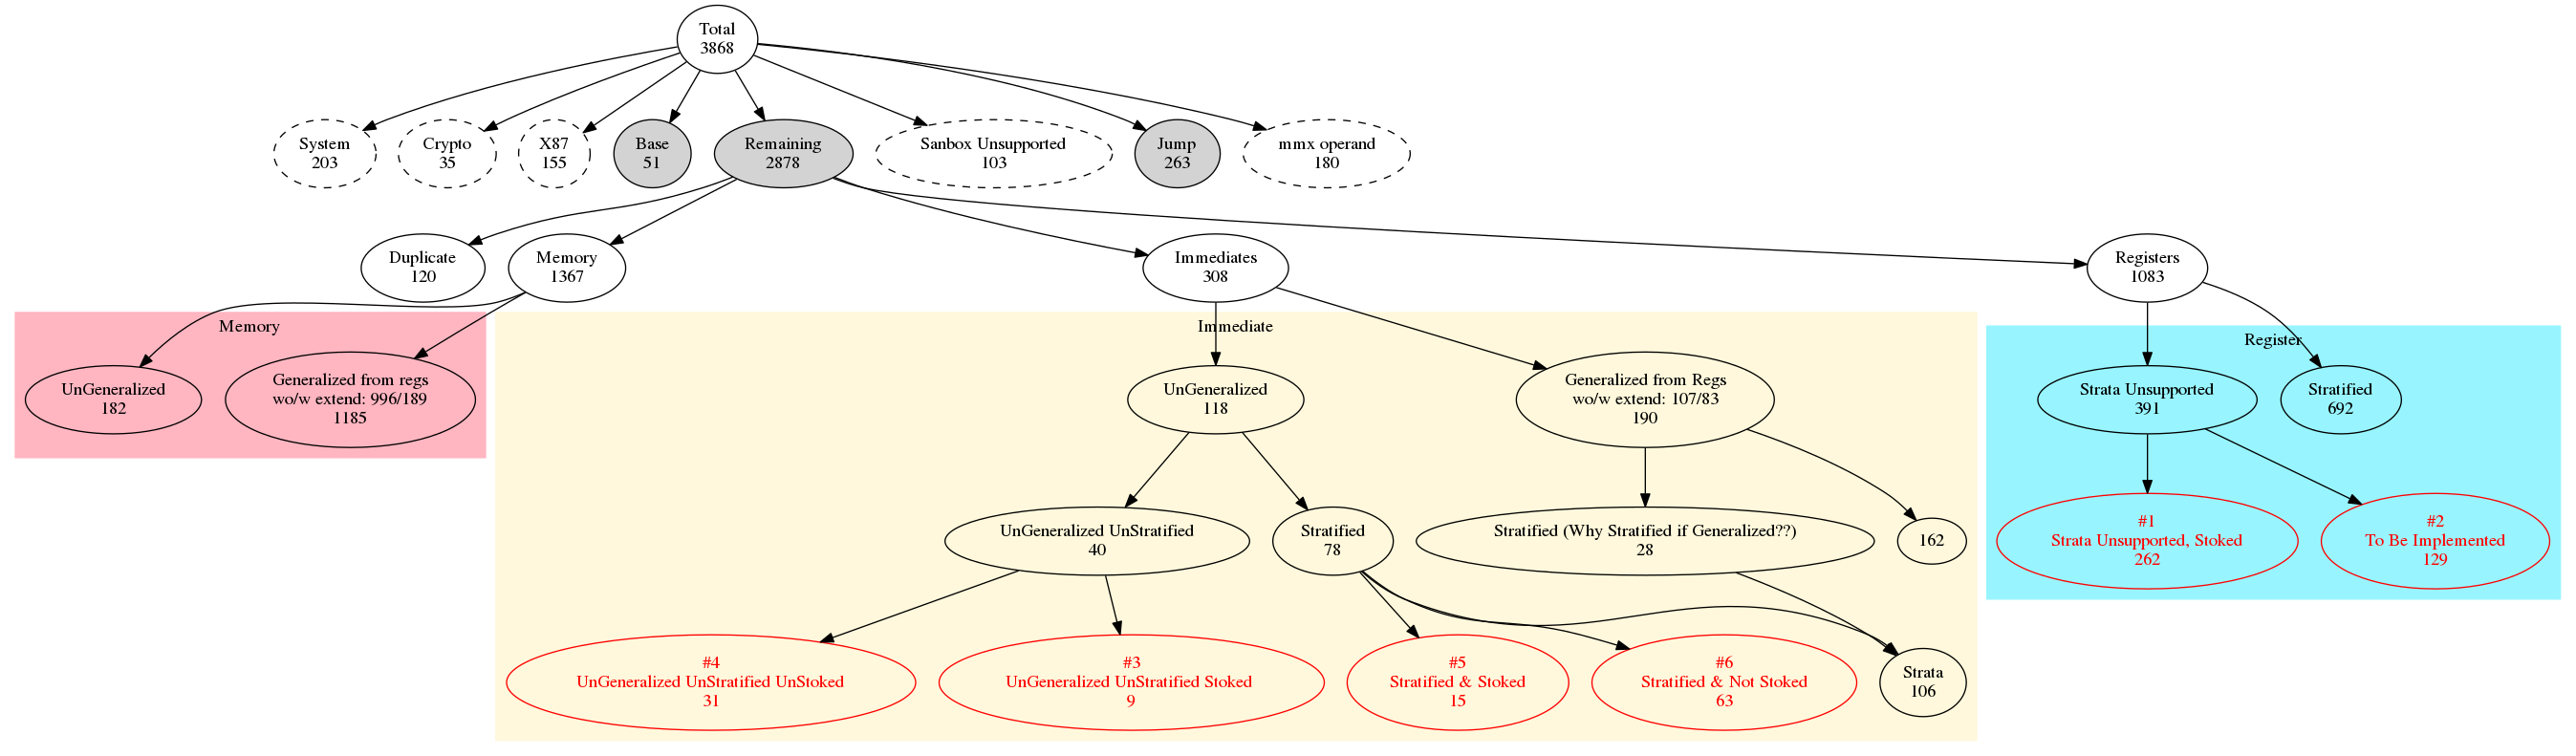 Total
3868
System
203
Crypto
35
X87
155
Base
51
Remaining
2878
Sanbox Unsupported
103
Jump
263
mmx operand
180
Duplicate
120
Memory
1367
Immediates
308
Registers
1083
Memory
Immediate
Register
UnGeneralized
182
Generalized from regs
wo/w extend: 996/189
1185
UnGeneralized
118
Generalized from Regs
wo/w extend: 107/83
190
Strata Unsupported
391
Stratified
692
UnGeneralized UnStratified
40
Stratified
78
Stratified (Why Stratified if Generalized??)
28
162
#1
Strata Unsupported, Stoked
262
#2
To Be Implemented
129
#4
UnGeneralized UnStratified UnStoked
31
#3
UnGeneralized UnStratified Stoked
9
#5
Stratified & Stoked
15
#6
Stratified & Not Stoked
63
Strata
106